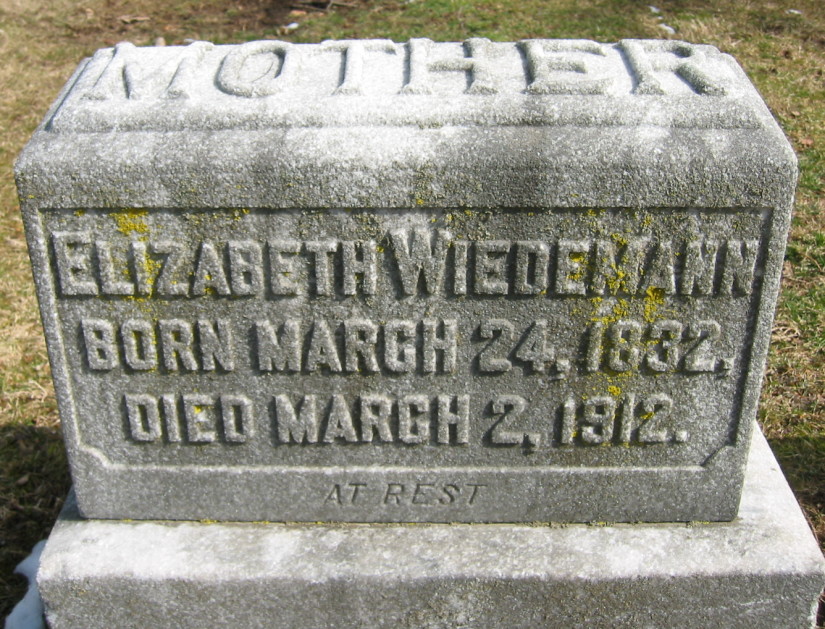 MOTHER
ELIZABETH WIEDEMANN
BORN MARCH 24, 1832,
DIED MARCH 2, 1912.
AT REST